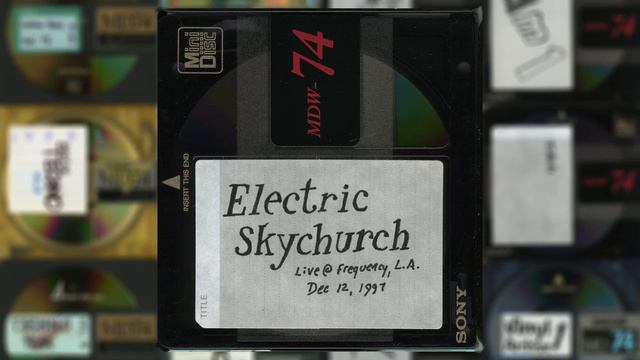 Mini
DISC
MDW-74
INSERT THIS END
Electric
Skychurch
Live @ Frequency, L.A.
Dec 12, 1997
TITLE
SONY